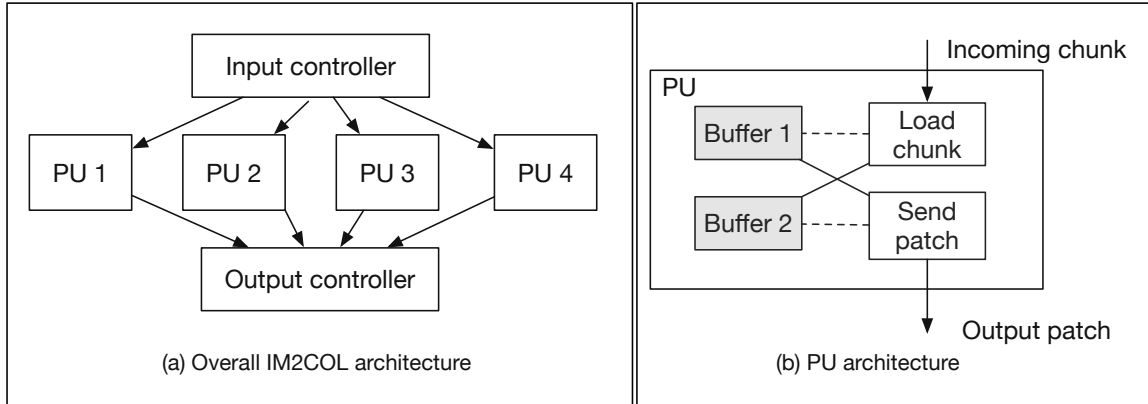 Input controller
PU 1
PU 2
PU 3
PU 4
Output controller
(a) Overall IM2COL architecture
Incoming chunk
PU
Buffer 1
Load
chunk
Buffer 2
Send
patch
Output patch
(b) PU architecture